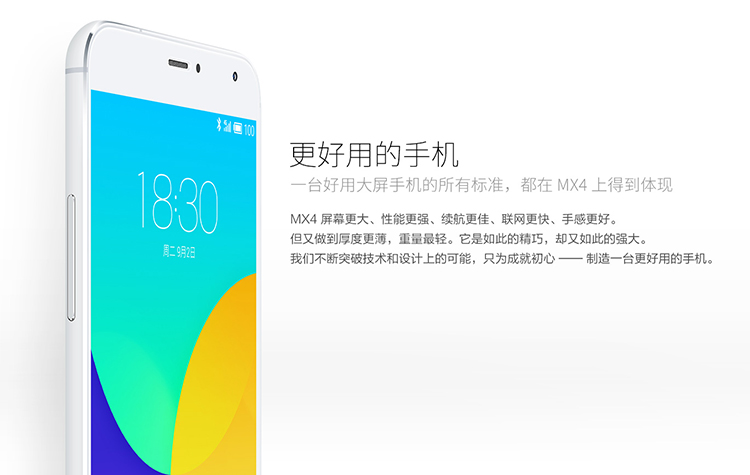 100
18:30
周二 9月2日
更好用的手机
一台好用大屏手机的所有标准，都在 MX4 上得到体现
MX4 屏幕更大、性能更强、续航更佳、联网更快、手感更好。
但又做到厚度更薄，重量最轻。它是如此的精巧，却又如此的强大。
我们不断突破技术和设计上的可能，只为成就初心 —— 制造一台更好用的手机。